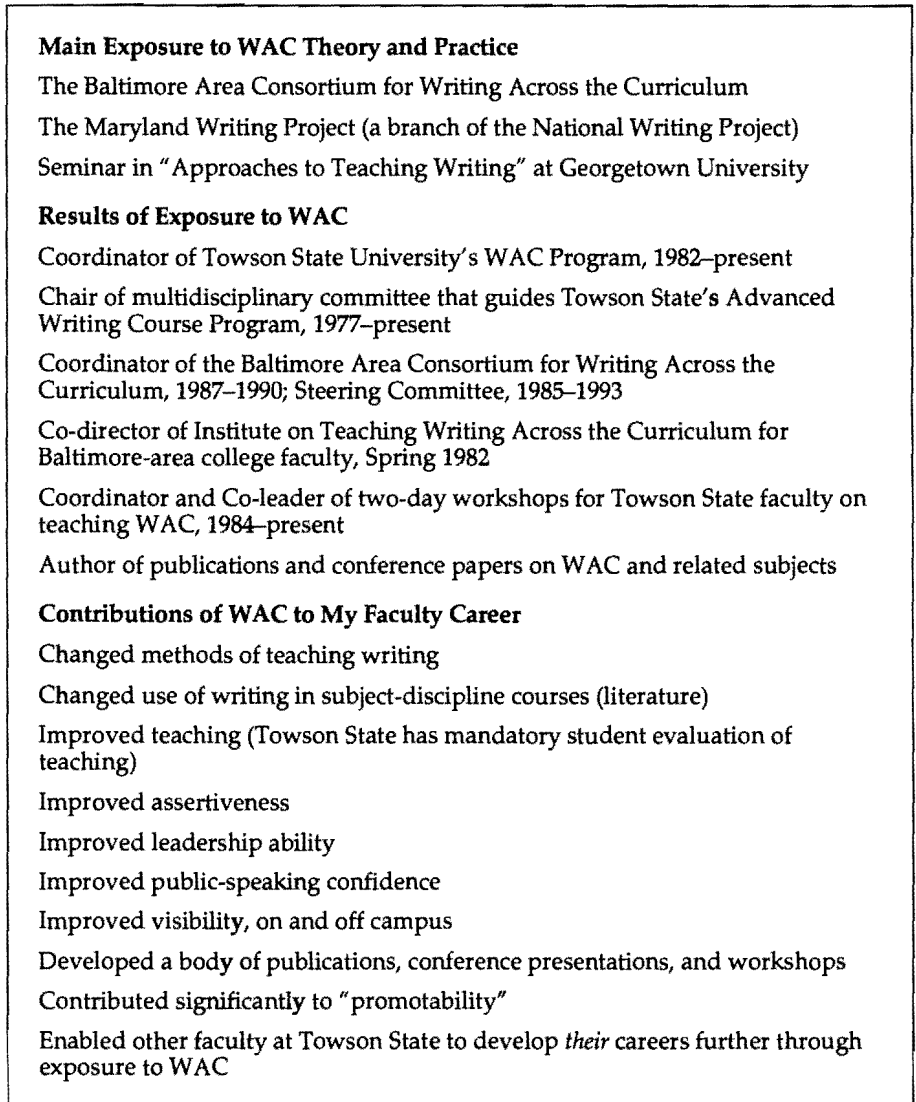 Main Exposure to WAC Theory and Practice
The Baltimore Area Consortium for Writing Across the Curriculum
The Maryland Writing Project (a branch of the National Writing Project)
Seminar in "Approaches to Teaching Writing" at Georgetown University
Results of Exposure to WAC
Coordinator of Towson State University's WAC Program, 1982–present
Chair of multidisciplinary committee that guides Towson State's Advanced
Writing Course Program, 1977–present
Coordinator of the Baltimore Area Consortium for Writing Across the
Curriculum, 1987–1990; Steering Committee, 1985–1993
Co-director of Institute on Teaching Writing Across the Curriculum for
Baltimore-area college faculty, Spring 1982
Coordinator and Co-leader of two-day workshops for Towson State faculty on
teaching WAC, 1984–present
Author of publications and conference papers on WAC and related subjects
Contributions of WAC to My Faculty Career
Changed methods of teaching writing
Changed use of writing in subject-discipline courses (literature)
Improved teaching (Towson State has mandatory student evaluation of
teaching)
Improved assertiveness
Improved leadership ability
Improved public-speaking confidence
Improved visibility, on and off campus
Developed a body of publications, conference presentations, and workshops
Contributed significantly to "promotability"
Enabled other faculty at Towson State to develop their careers further through
exposure to WAC